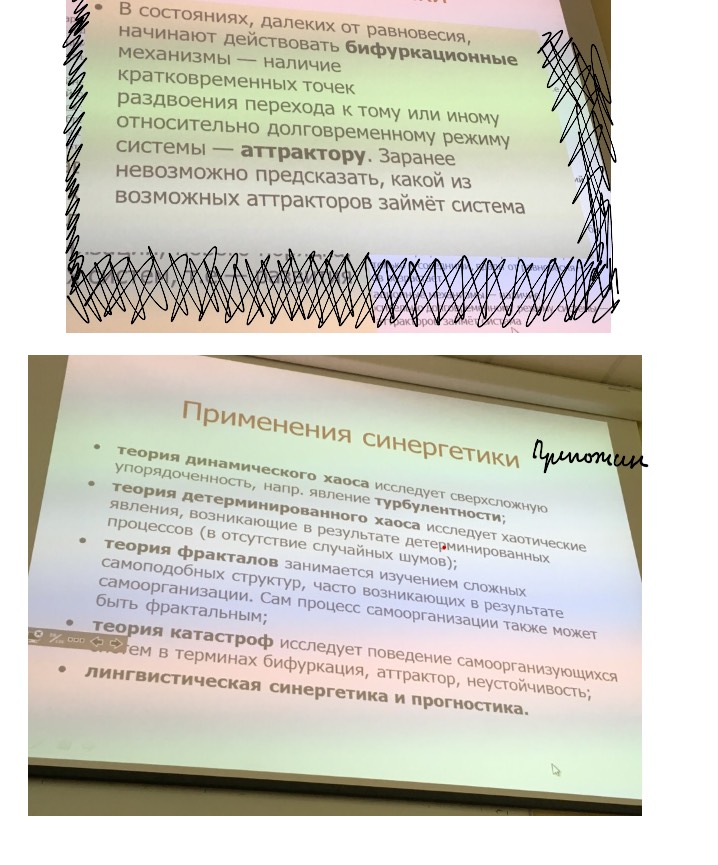 • В состояниях, далеких от равновесия,
начинают действовать бифуркационные
механизмы — наличие
кратковременных точек
раздвоения перехода к тому или иному
относительно долговременному режиму
системы — аттрактору. Заранее
невозможно предсказать, какой из
возможных аттракторов займёт система
Применения синергетики
• теория динамического хаоса исследует сверхсложную
упорядоченность, напр. явление турбулентности;
• теория детерминированного хаоса исследует хаотические
явления, возникающие в результате детерминированных
процессов (в отсутствие случайных шумов);
• теория фракталов занимается изучением сложных
самоподобных структур, часто возникающих в результате
самоорганизации. Сам процесс самоорганизации также может
быть фрактальным;
• теория катастроф исследует поведение самоорганизующихся
в терминах бифуркация, аттрактор, неустойчивость;
• лингвистическая синергетика и прогностика.